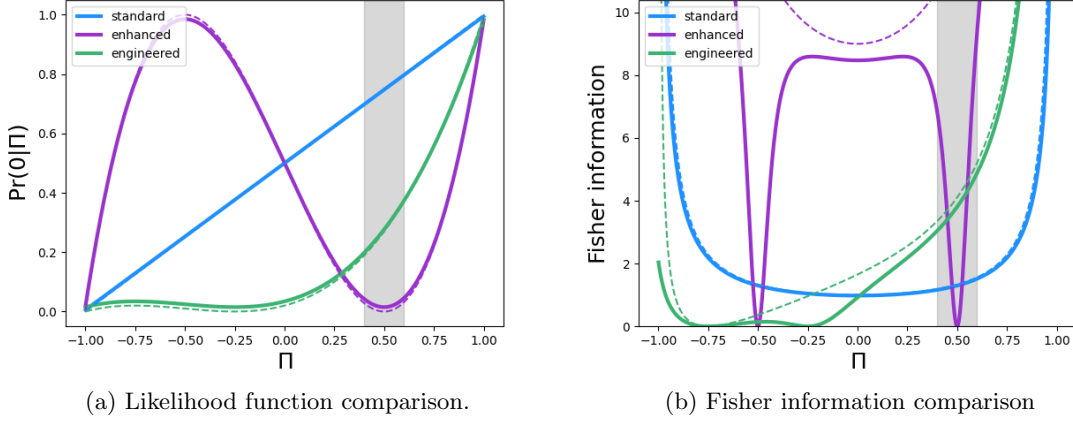 standard
enhanced
engineered
1.0
0.8
0.6
0.4
0.2
0.0
Pr(0|Π)
−1.00 −0.75 −0.50 −0.25 0.00 0.25 0.50 0.75 1.00
Π
(a) Likelihood function comparison.
standard
enhanced
engineered
10
8
6
4
2
0
Fisher information
−1.00 −0.75 −0.50 −0.25 0.00 0.25 0.50 0.75 1.00
Π
(b) Fisher information comparison